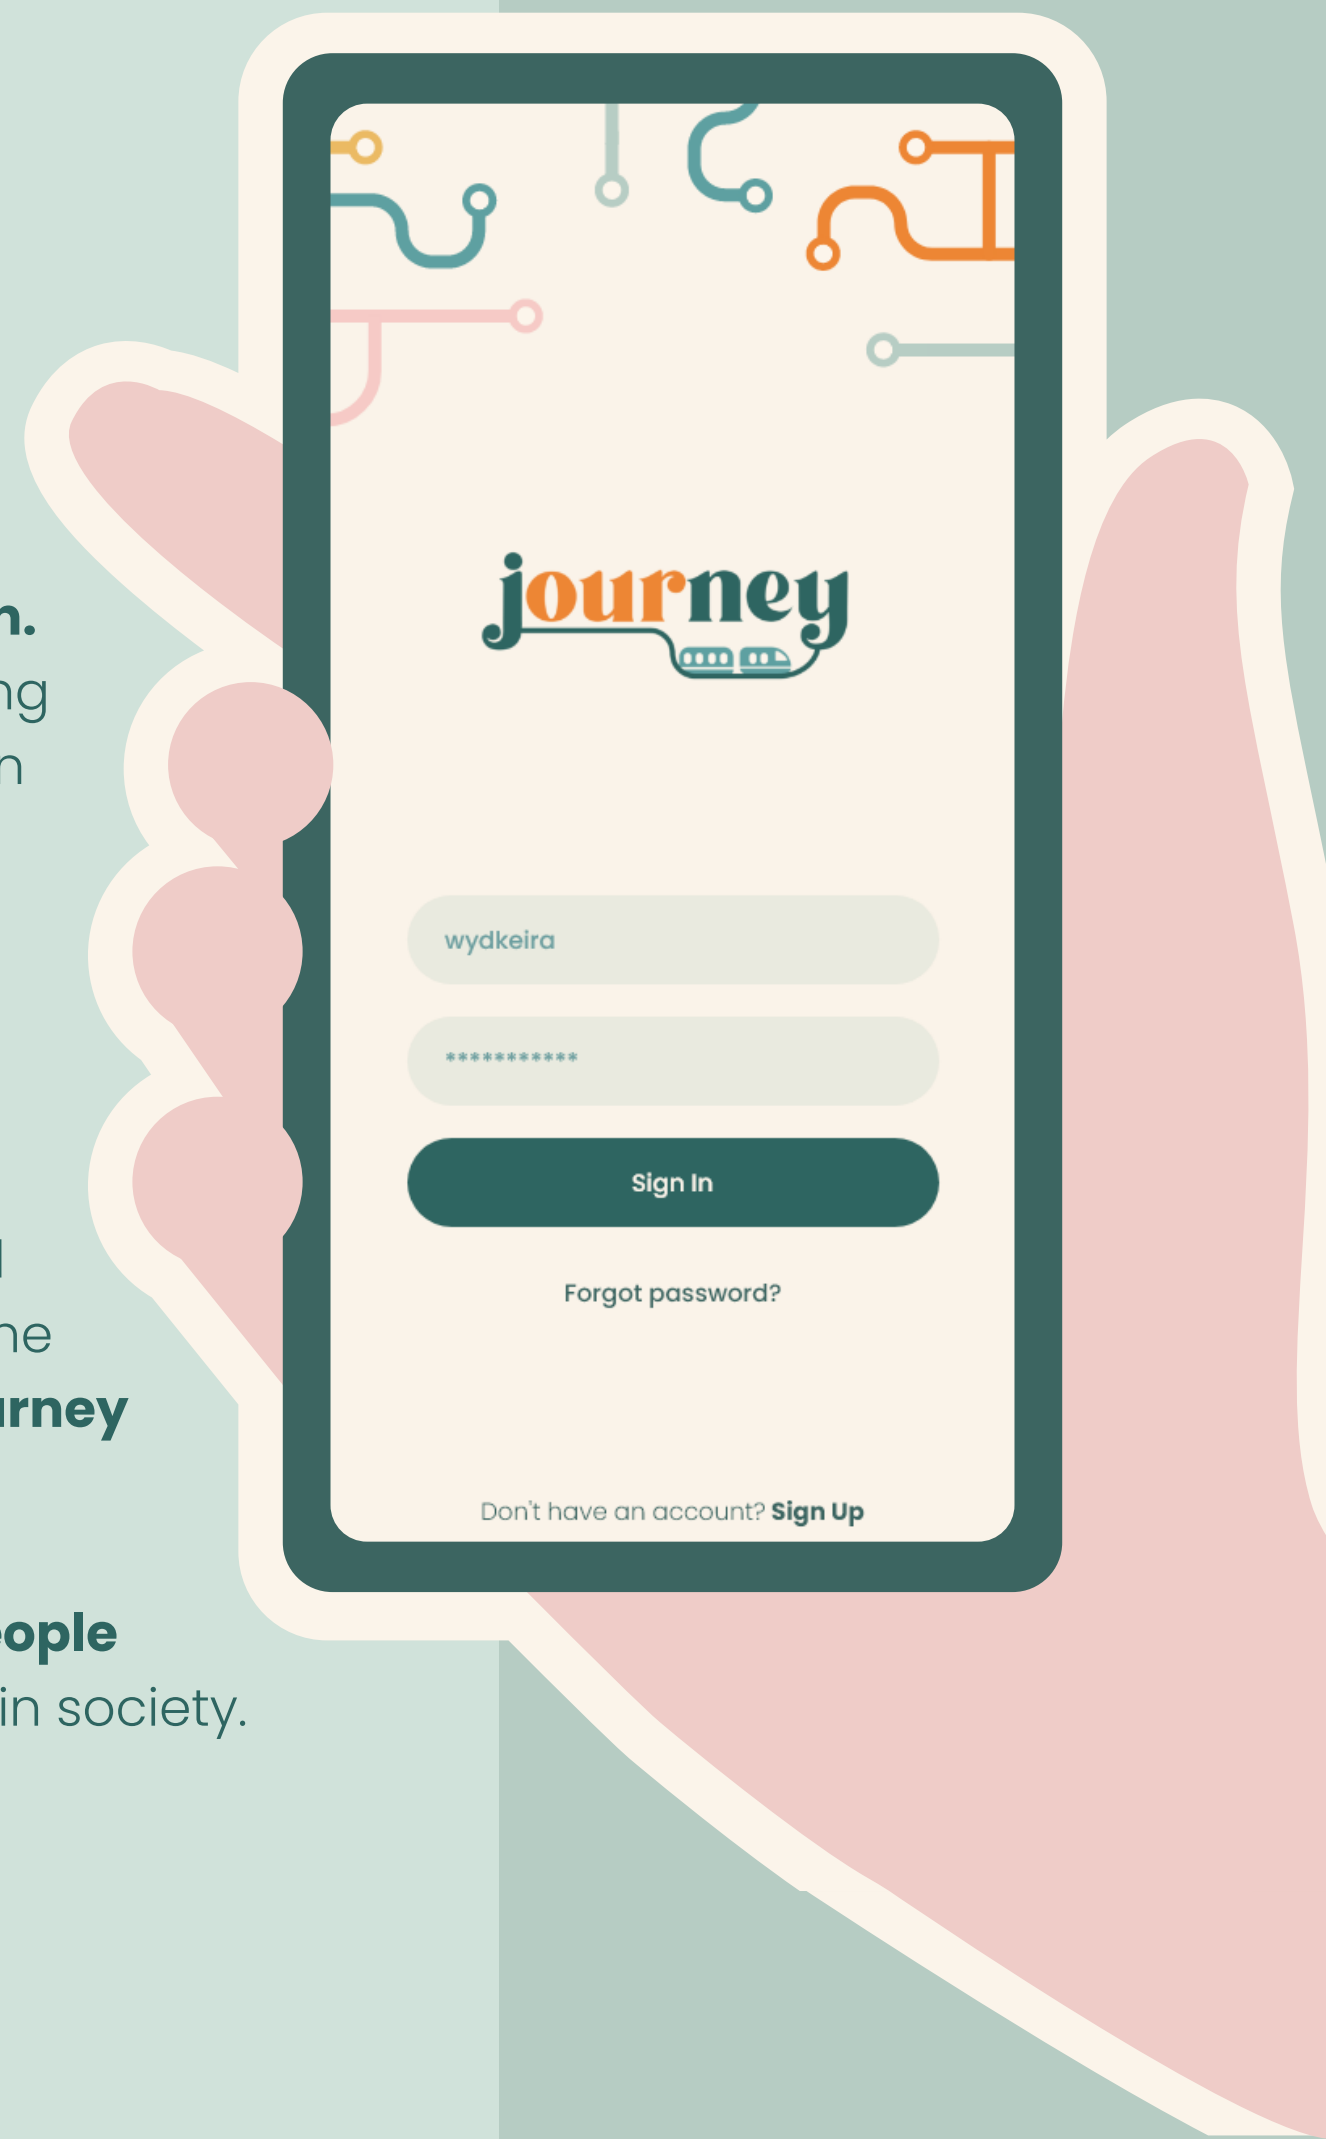 journey
wydkeira
***********
Sign In
Forgot password?
Don't have an account? Sign Up
in society.